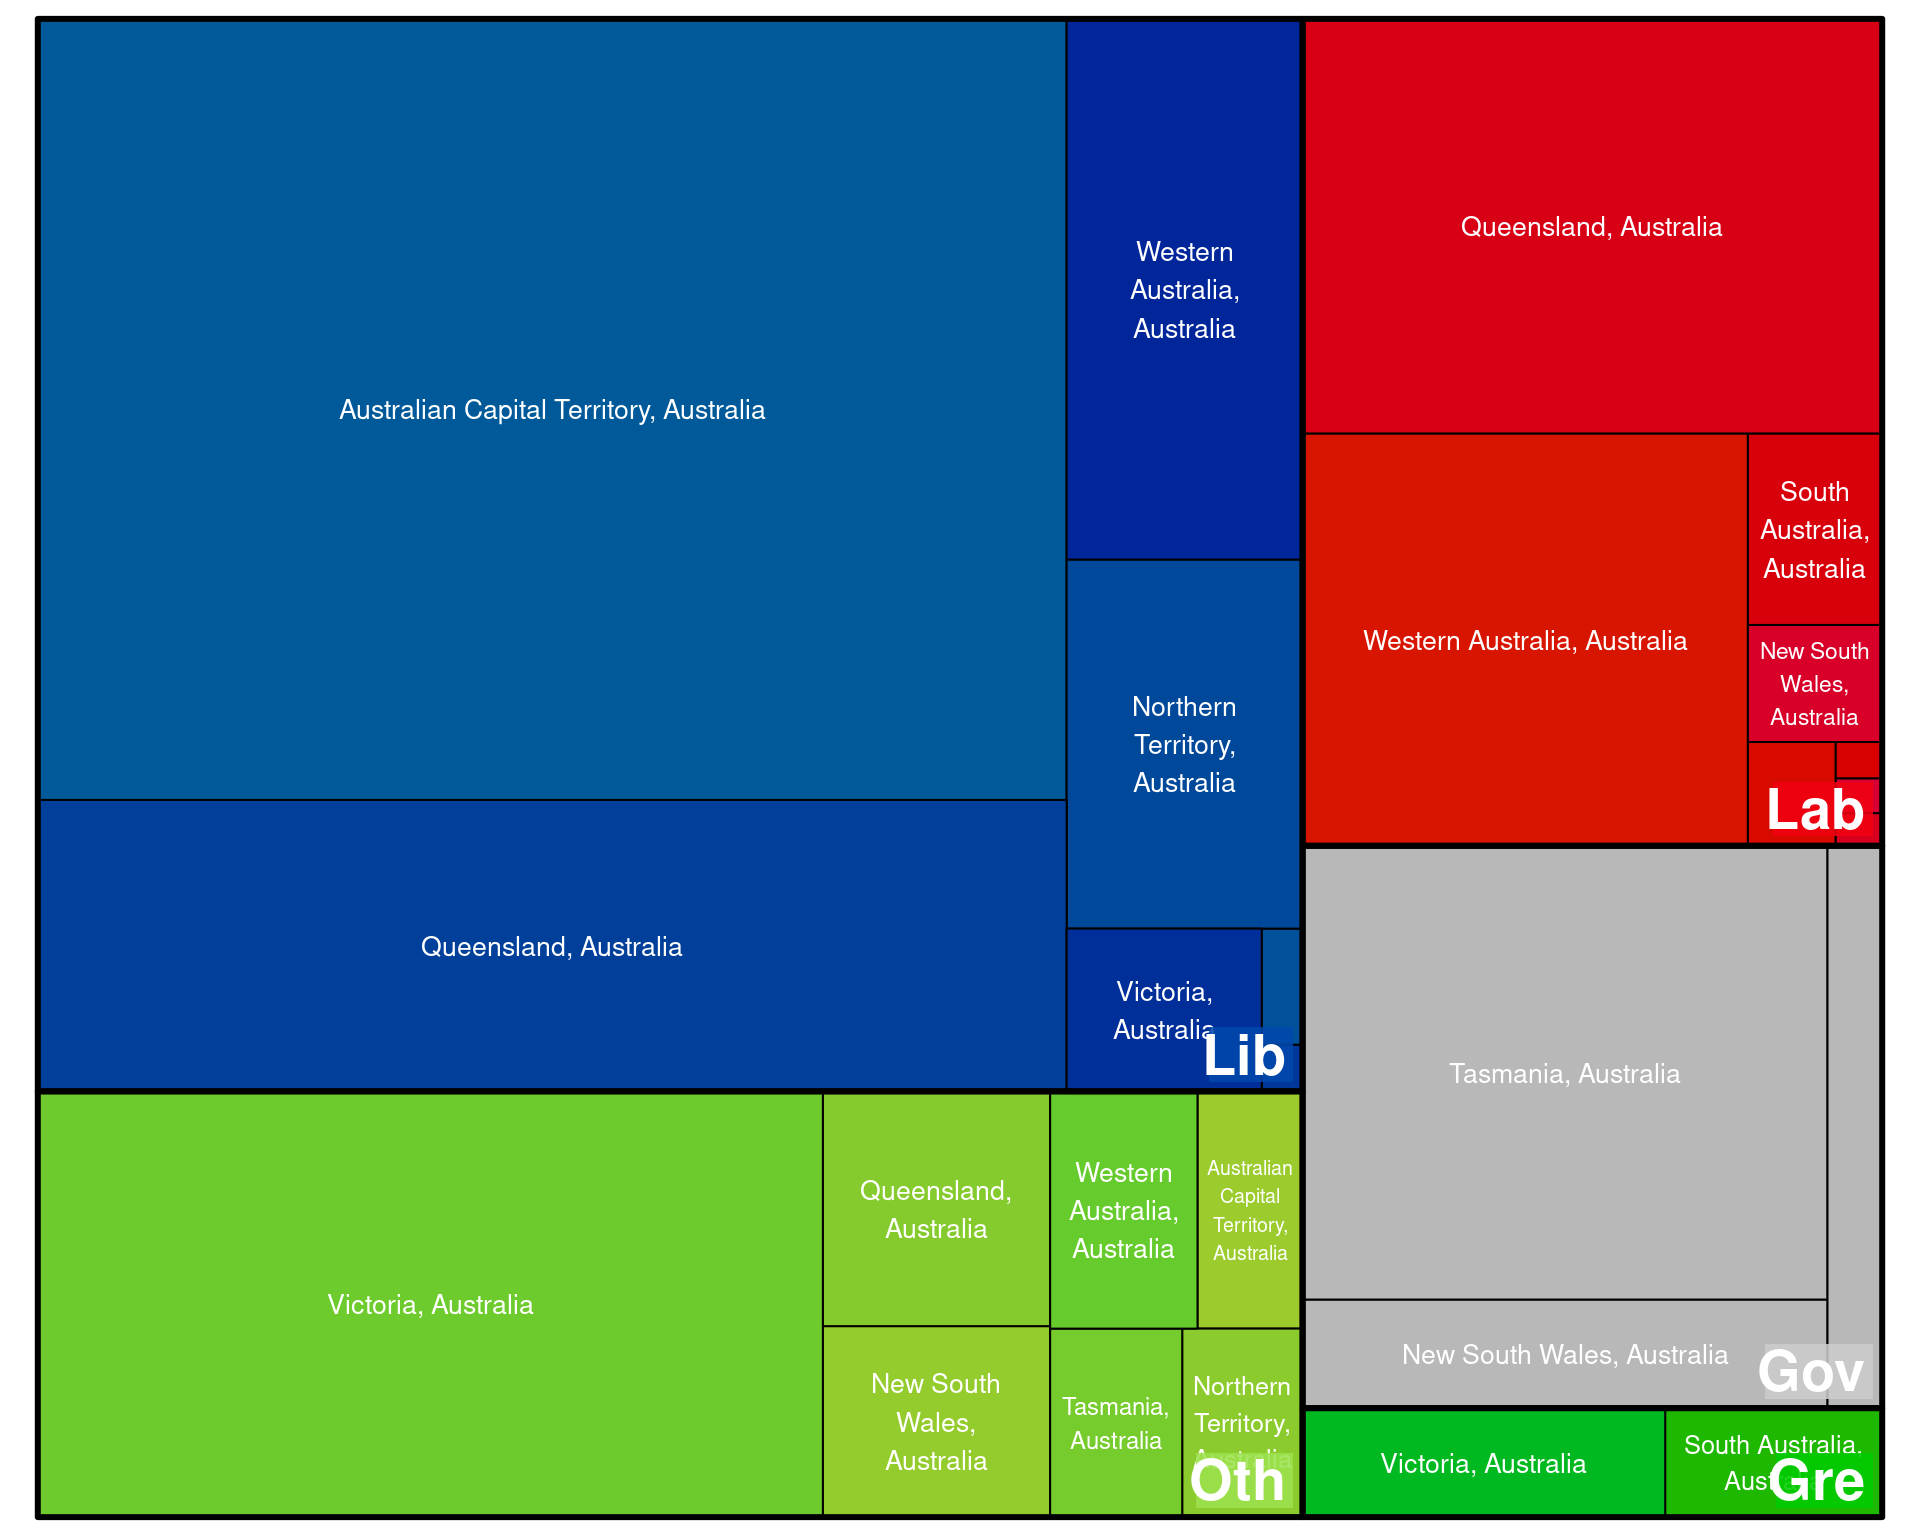 Australian Capital Territory, Australia
Western
Australia,
Australia
Northern
Territory,
Australia
Queensland, Australia
Victoria,
Australia
Lib
Queensland, Australia
Western Australia, Australia
South
Australia,
Australia
New South
Wales,
Australia
Lab
Victoria, Australia
Queensland,
Australia
New South
Wales,
Australia
Western
Australia,
Australia
Australian
Capital
Territory,
Australia
Tasmania,
Australia
Northern
Territory,
Australia
Oth
Tasmania, Australia
New South Wales, Australia
Gov
Victoria, Australia
South Australia,
Gre